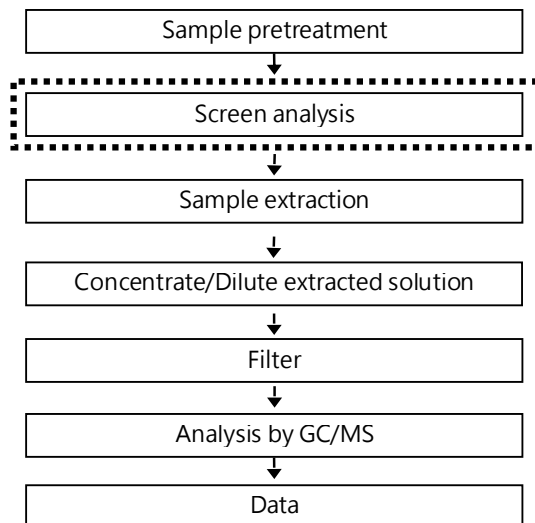 Sample pretreatment
Screen analysis
Sample extraction
Concentrate/Dilute extracted solution
Filter
Analysis by GC/MS
Data